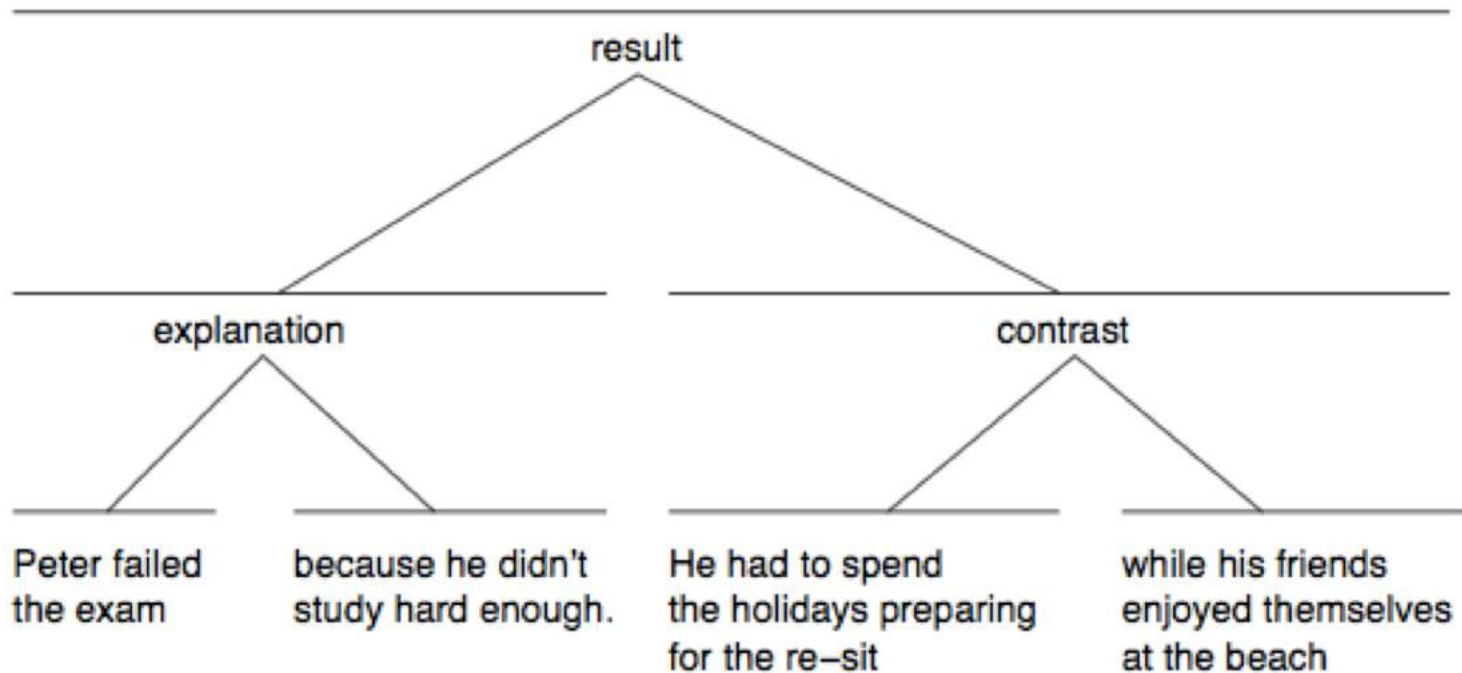 result
explanation
contrast
Peter failed
the exam
because he didn't
study hard enough.
He had to spend
the holidays preparing
for the re–sit
while his friends
enjoyed themselves
at the beach